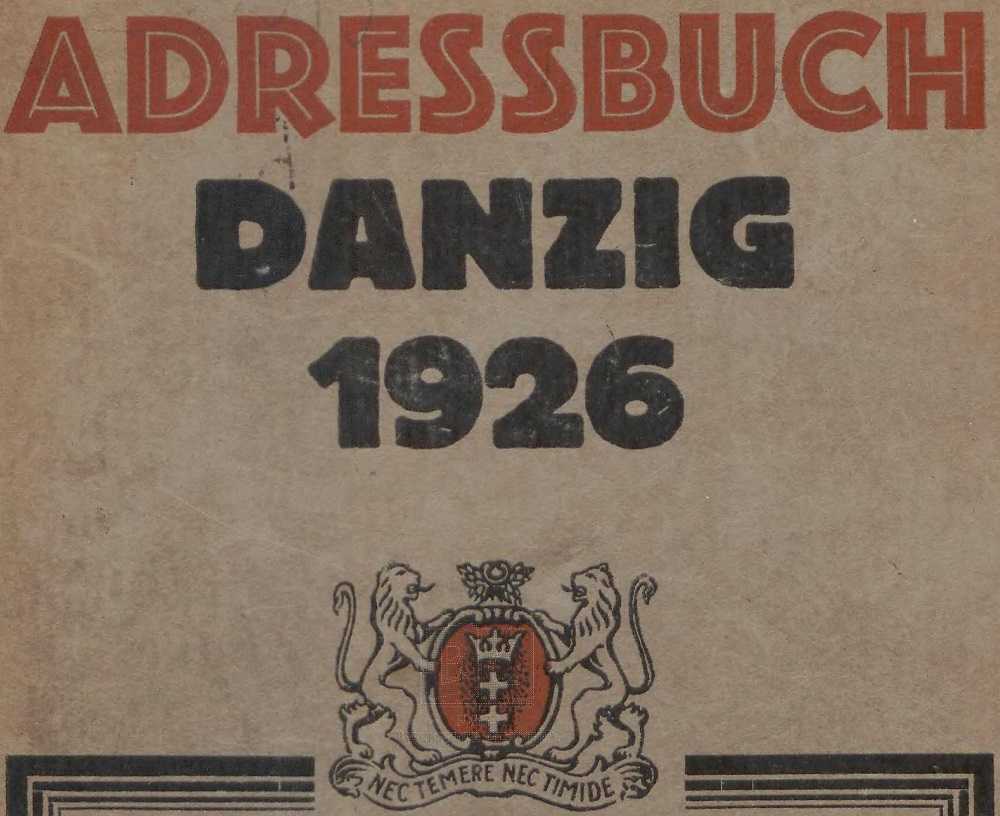 ADRESSBUCH
DANZIG
1926
NEC TEMERE NEC TIMIDE